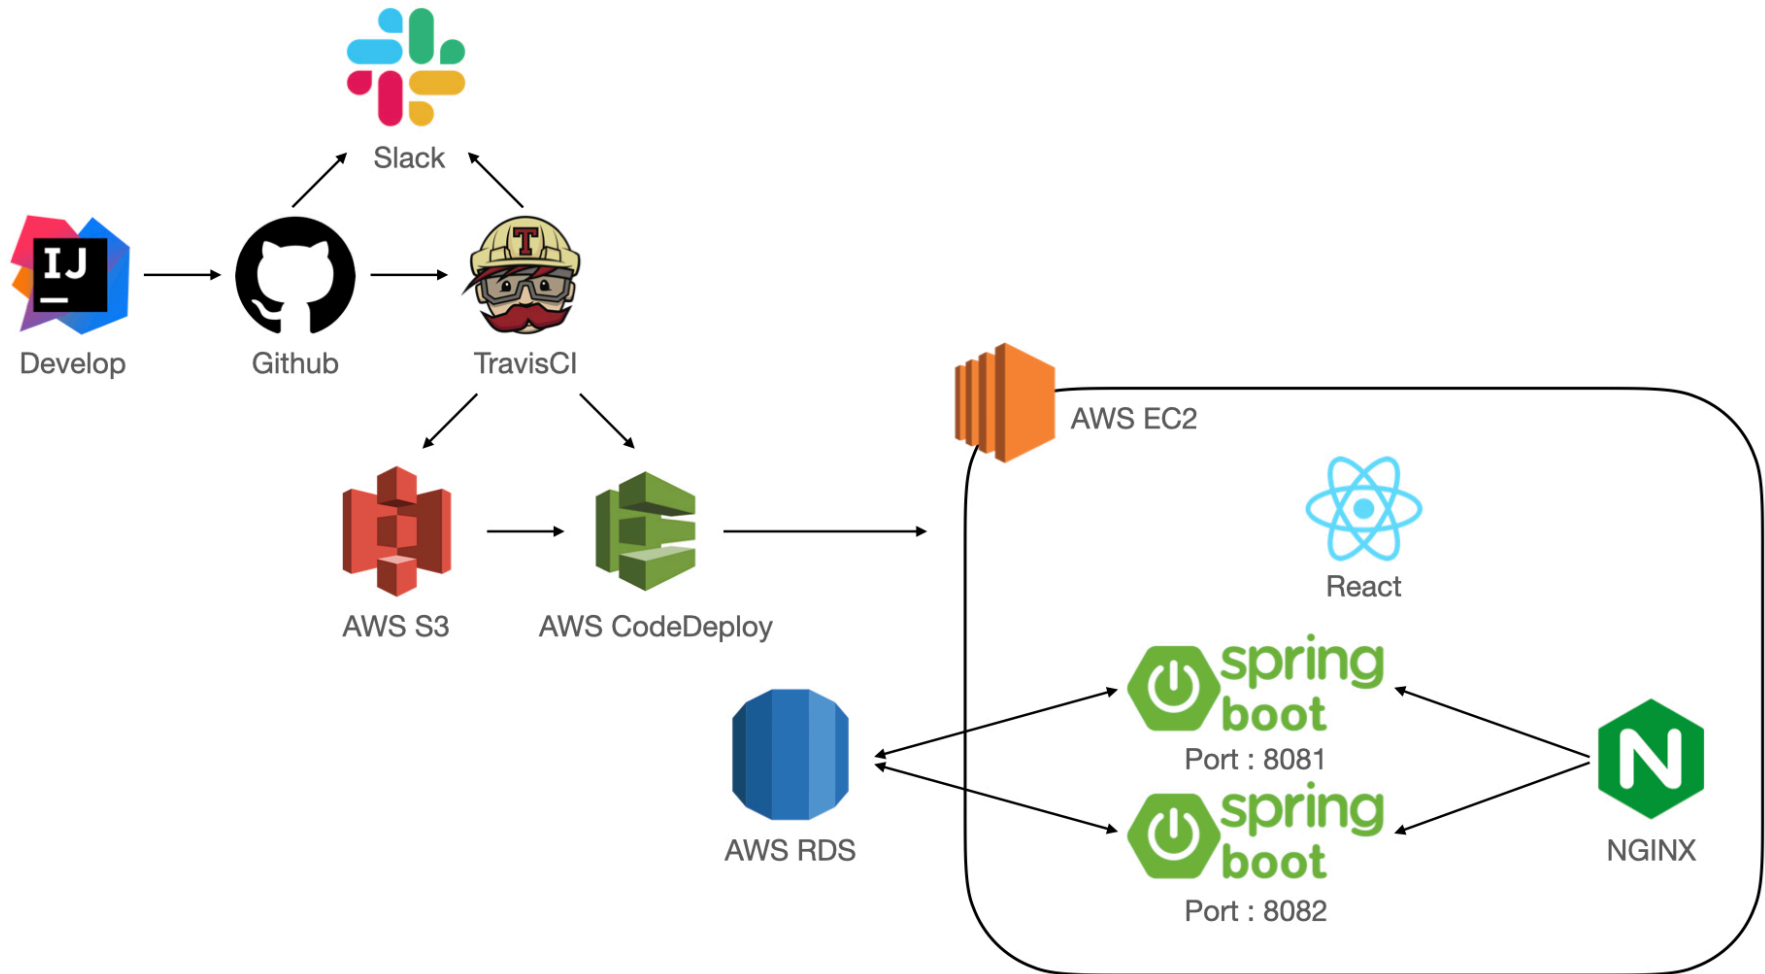 Slack
IJ
T
Develop
Github
TravisCI
AWS EC2
React
AWS S3
AWS CodeDeploy
spring
boot
Port : 8081
N
spring
boot
AWS RDS
NGINX
Port : 8082